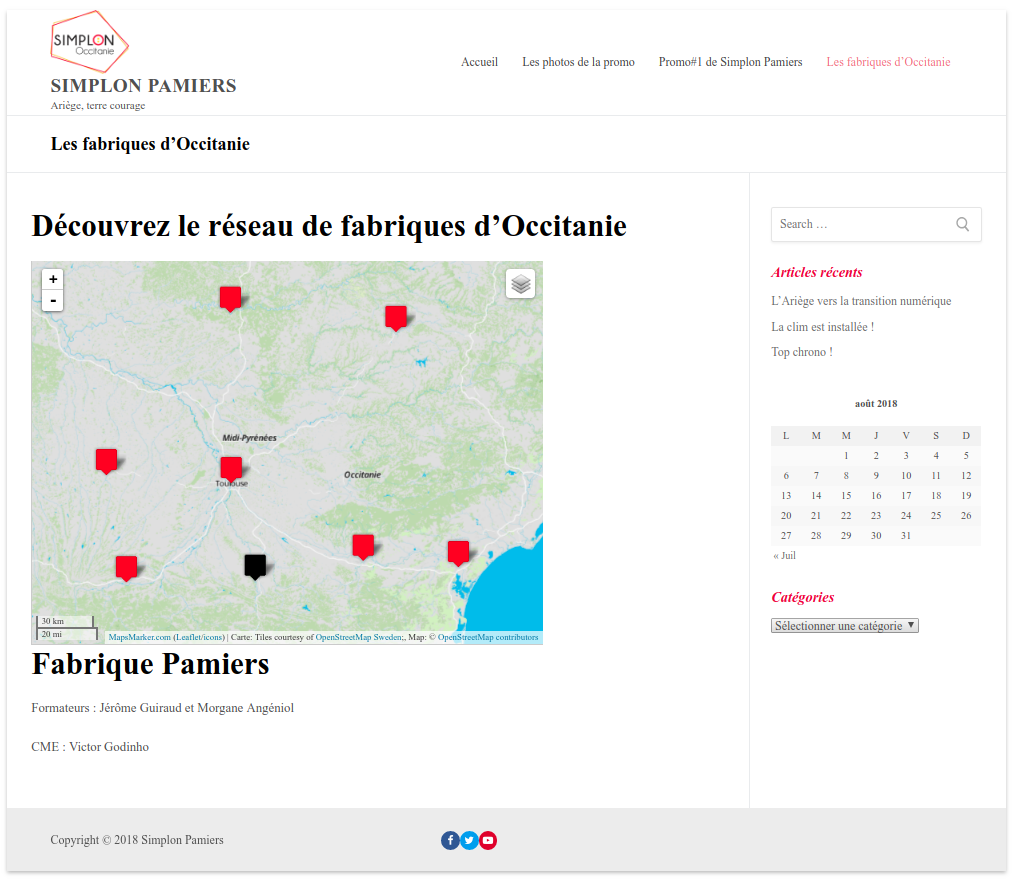 SIMPLON
Occitanie
SIMPLON PAMIERS
Ariège, terre courage
Accueil Les photos de la promo Promo#1 de Simplon Pamiers Les fabriques d’Occitanie
Les fabriques d’Occitanie
Découvrez le réseau de fabriques d’Occitanie
+
-
Midi-Pyrénées
Occitanie
Toulouse
30 km
20 mi
MapsMarker.com (Leaflet/icons) | Carte: Tiles courtesy of OpenStreetMap Sweden;, Map: © OpenStreetMap contributors
Fabrique Pamiers
Formateurs : Jérôme Guiraud et Morgane Angéniol
CME : Victor Godinho
Search …
Articles récents
L’Ariège vers la transition numérique
La clim est installée !
Top chrono !
août 2018
L M M J V S D
1 2 3 4 5
6 7 8 9 10 11 12
13 14 15 16 17 18 19
20 21 22 23 24 25 26
27 28 29 30 31
« Juil
Catégories
Sélectionner une catégorie
Copyright © 2018 Simplon Pamiers